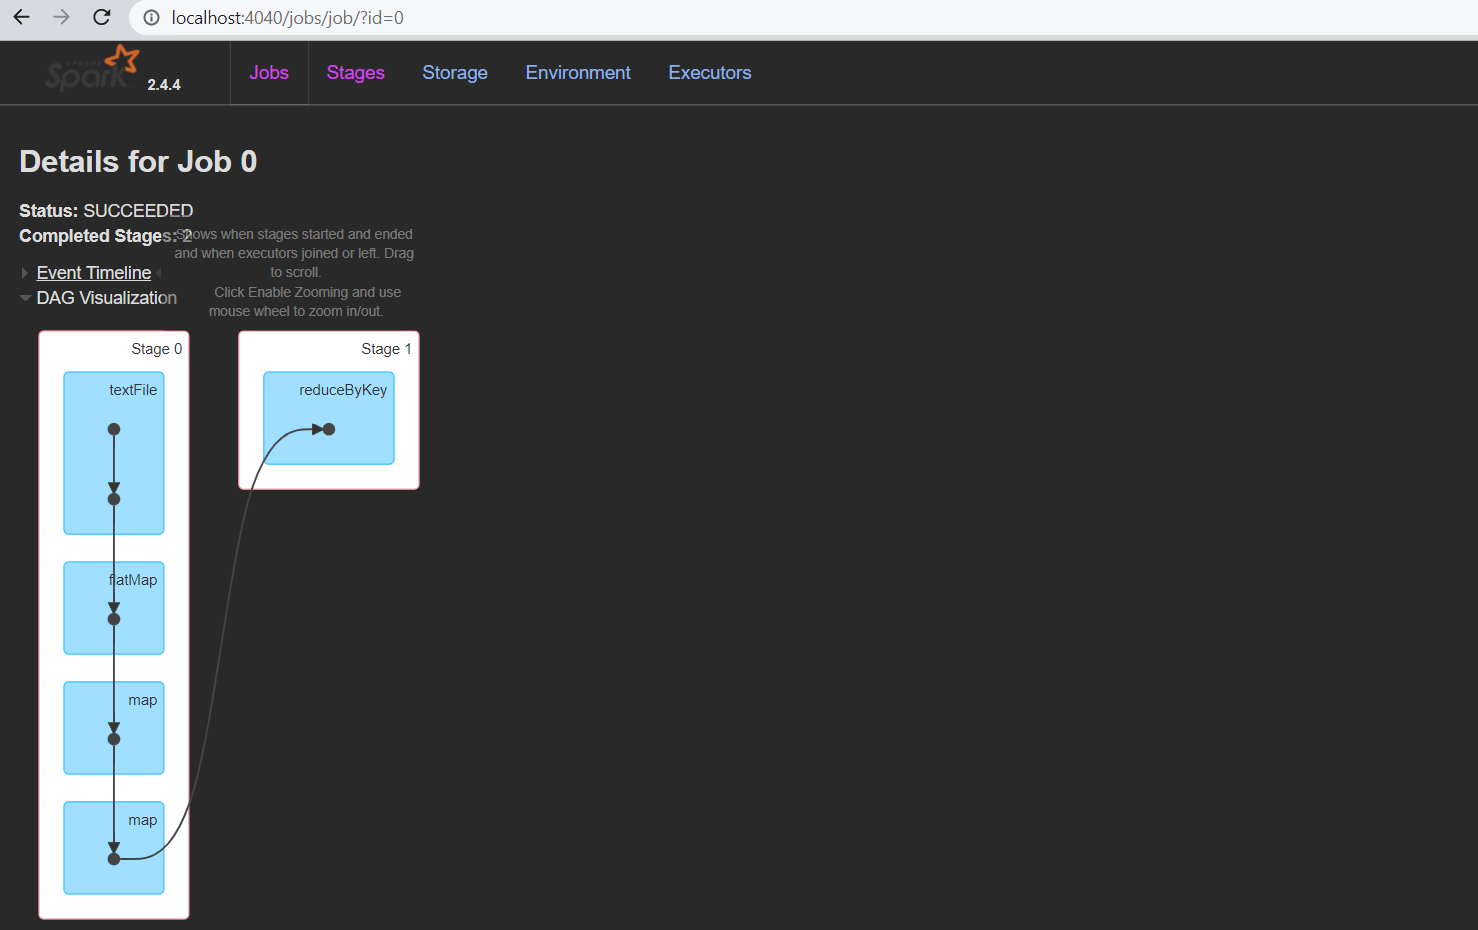 localhost:4040/jobs/job/?id=0
APACHE
Spark 2.4.4 Jobs Stages Storage Environment Executors
Details for Job 0
Status: SUCCEEDED
Completed Stages: 2
Shows when stages started and ended
and when executors joined or left. Drag
to scroll.
Click Enable Zooming and use
mouse wheel to zoom in/out.
Event Timeline
DAG Visualization
Stage 0
textFile
flatMap
map
map
Stage 1
reduceByKey